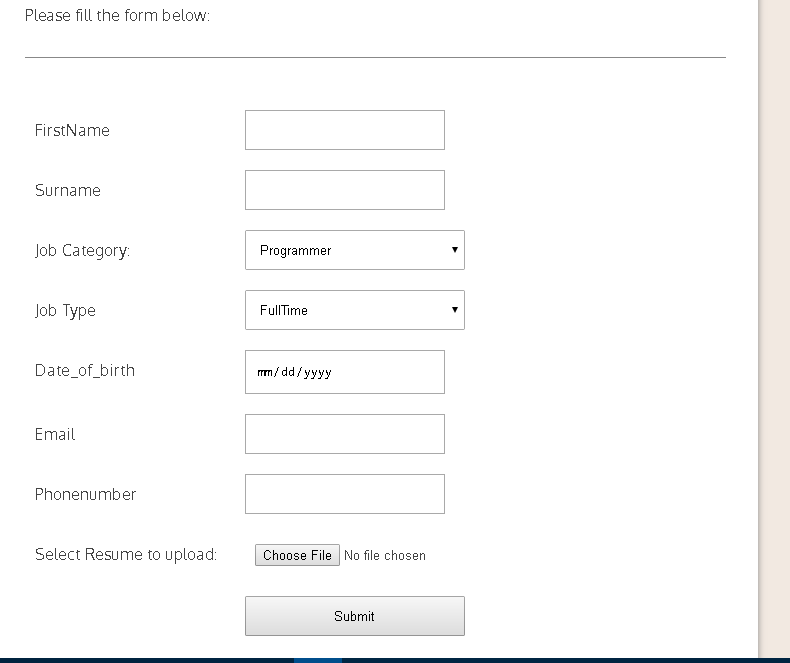 Please fill the form below:
FirstName
Surname
Job Category: Programmer
Job Type FullTime
Date_of_birth mm/dd/yyyy
Email
Phonenumber
Select Resume to upload: Choose File No file chosen
Submit